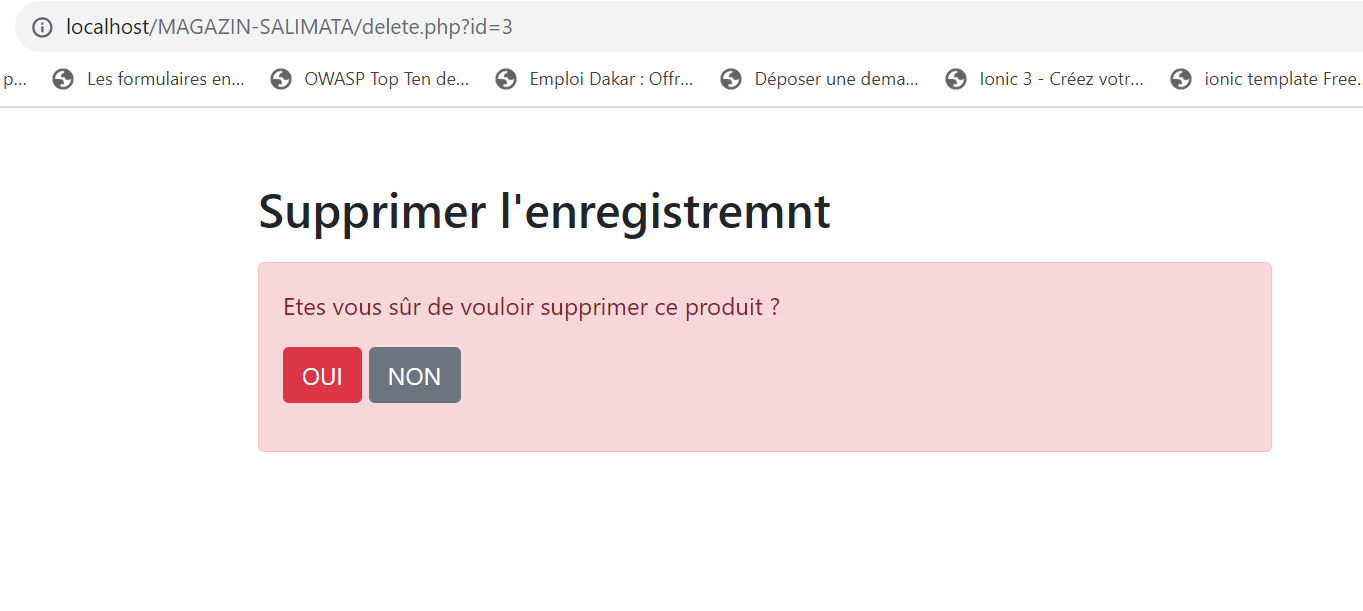 localhost/MAGAZIN-SALIMATA/delete.php?id=3
p... Les formulaires en... OWASP Top Ten de... Emploi Dakar : Offr... Déposer une dema... Ionic 3 - Créez votr... ionic template Free..
Supprimer l'enregistremnt
Etes vous sûr de vouloir supprimer ce produit ?
OUI NON